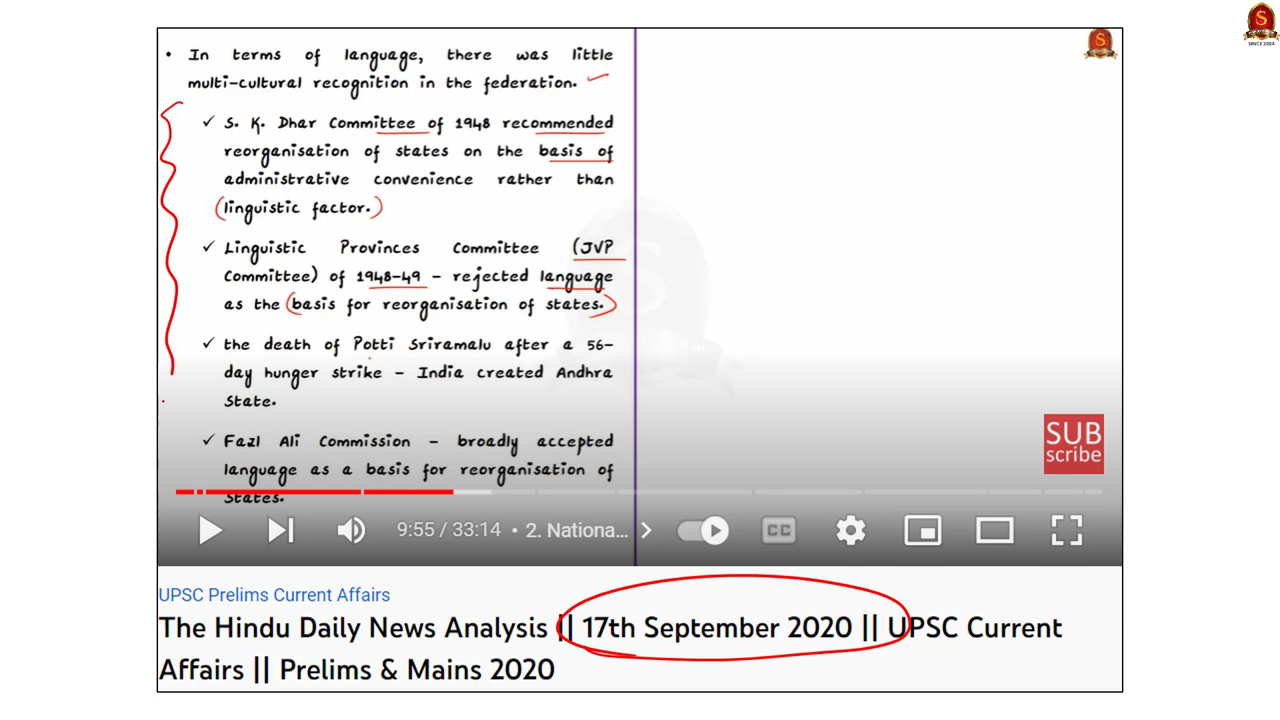 • In terms of language, there was little
multi-cultural recognition in the federation.
✓ S. K. Dhar Committee of 1948 recommended
reorganisation of states on the basis of
administrative convenience rather than
(linguistic factor.)
✓ Linguistic Provinces Committee (JVP
Committee) of 1948-49 - rejected language
as the (basis for reorganisation of states.)
✓ the death of Potti Sriramalu after a 56-
day hunger strike - India created Andhra
State.
✓ Fazl Ali Commission - broadly accepted
language as a basis for reorganisation of
States.
S
SINCE 2004
S
SUB
scribe
9:55 / 33:14 • 2. Nationa...
CC
UPSC Prelims Current Affairs
The Hindu Daily News Analysis || 17th September 2020 || UPSC Current
Affairs || Prelims & Mains 2020